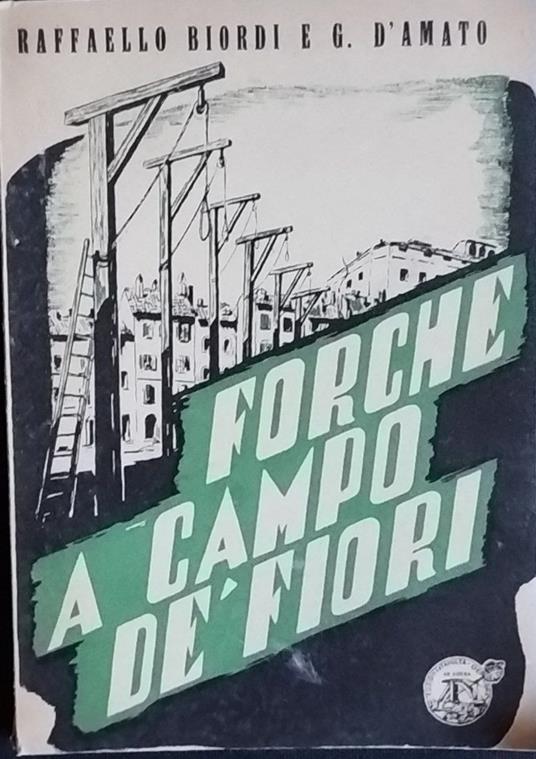 RAFFAELLO BIORDI E G. D'AMATO
FORCHE
A CAMPO
DE' FIORI